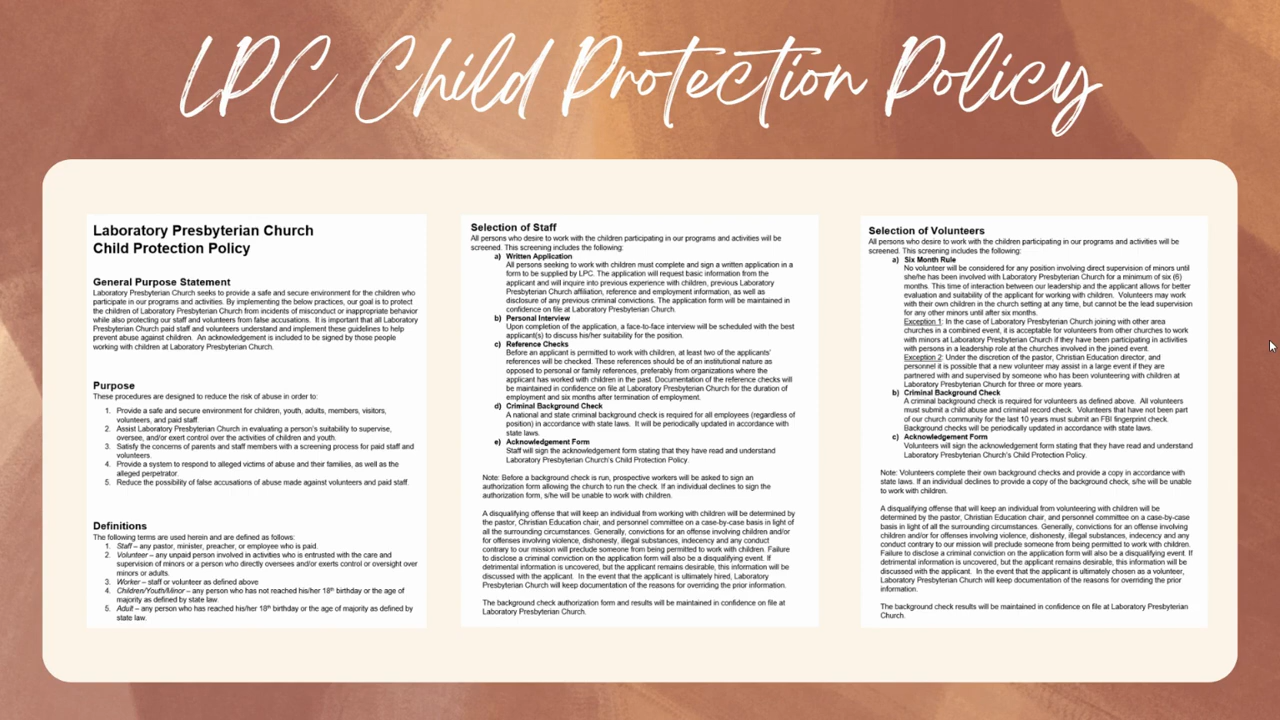 LPC Child Protection Policy
Laboratory Presbyterian Church
Child Protection Policy
General Purpose Statement
Laboratory Presbyterian Church seeks to provide a safe and secure environment for the children who
participate in our programs and activities. By implementing the below practices, our goal is to protect
the children of Laboratory Presbyterian Church from incidents of misconduct or inappropriate behavior
while also protecting our staff and volunteers from false accusations. It is important that all Laboratory
Presbyterian Church paid staff and volunteers understand and implement these guidelines to help
prevent abuse against children. An acknowledgement is included to be signed by those people
working with children at Laboratory Presbyterian Church.
Purpose
These procedures are designed to reduce the risk of abuse in order to:
1. Provide a safe and secure environment for children, youth, adults, members, visitors,
volunteers, and paid staff.
2. Assist Laboratory Presbyterian Church in evaluating a person's suitability to supervise,
oversee, and/or exert control over the activities of children and youth.
3. Satisfy the concerns of parents and staff members with a screening process for paid staff and
volunteers.
4. Provide a system to respond to alleged victims of abuse and their families, as well as the
alleged perpetrator.
5. Reduce the possibility of false accusations of abuse made against volunteers and paid staff.
Definitions
The following terms are used herein and are defined as follows:
1. Staff – any pastor, minister, preacher, or employee who is paid.
2. Volunteer – any unpaid person involved in activities who is entrusted with the care and
supervision of minors or a person who directly oversees and/or exerts control or oversight over
minors or adults.
3. Worker – staff or volunteer as defined above
4. Children/Youth/Minor – any person who has not reached his/her 18th birthday or the age of
majority as defined by state law.
5. Adult – any person who has reached his/her 18th birthday or the age of majority as defined by
state law.
Selection of Staff
All persons who desire to work with the children participating in our programs and activities will be
screened. This screening includes the following:
a) Written Application
All persons seeking to work with children must complete and sign a written application in a
form to be supplied by LPC. The application will request basic information from the
applicant and will inquire into previous experience with children, previous Laboratory
Presbyterian Church affiliation, reference and employment information, as well as
disclosure of any previous criminal convictions. The application form will be maintained in
confidence on file at Laboratory Presbyterian Church.
b) Personal Interview
Upon completion of the application, a face-to-face interview will be scheduled with the best
applicant(s) to discuss his/her suitability for the position.
c) Reference Checks
Before an applicant is permitted to work with children, at least two of the applicants'
references will be checked. These references should be of an institutional nature as
opposed to personal or family references, preferably from organizations where the
applicant has worked with children in the past. Documentation of the reference checks will
be maintained in confidence on file at Laboratory Presbyterian Church for the duration of
employment and six months after termination of employment.
d) Criminal Background Check
A national and state criminal background check is required for all employees (regardless of
position) in accordance with state laws. It will be periodically updated in accordance with
state laws.
e) Acknowledgement Form
Staff will sign the acknowledgement form stating that they have read and understand
Laboratory Presbyterian Church's Child Protection Policy.
Note: Before a background check is run, prospective workers will be asked to sign an
authorization form allowing the church to run the check. If an individual declines to sign the
authorization form, s/he will be unable to work with children.
A disqualifying offense that will keep an individual from working with children will be determined by
the pastor, Christian Education chair, and personnel committee on a case-by-case basis in light of
all the surrounding circumstances. Generally, convictions for an offense involving children and/or
for offenses involving violence, dishonesty, illegal substances, indecency and any conduct
contrary to our mission will preclude someone from being permitted to work with children. Failure
to disclose a criminal conviction on the application form will also be a disqualifying event. If
detrimental information is uncovered, but the applicant remains desirable, this information will be
discussed with the applicant. In the event that the applicant is ultimately hired, Laboratory
Presbyterian Church will keep documentation of the reasons for overriding the prior information.
The background check authorization form and results will be maintained in confidence on file at
Laboratory Presbyterian Church.
Selection of Volunteers
All persons who desire to work with the children participating in our programs and activities will be
screened. This screening includes the following:
a) Six Month Rule
No volunteer will be considered for any position involving direct supervision of minors until
she/he has been involved with Laboratory Presbyterian Church for a minimum of six (6)
months. This time of interaction between our leadership and the applicant allows for better
evaluation and suitability of the applicant for working with children. Volunteers may work
with their own children in the church setting at any time, but cannot be the lead supervision
for any other minors until after six months.
Exception 1: In the case of Laboratory Church joining with other area
churches in a combined event, it is acceptable for volunteers from other churches to work
with minors at Laboratory Presbyterian Church if they have been participating in activities
with persons in a leadership role at the churches involved in the joined event.
Exception 2: Under the discretion of the pastor, Christian Education director, and
personnel it is possible that a new volunteer may assist in a large event if they are
partnered with and supervised by someone who has been volunteering with children at
Laboratory Presbyterian Church for three or more years.
b) Criminal Background Check
A criminal background check is required for volunteers as defined above. All volunteers
must submit a child abuse and criminal record check. Volunteers that have not been part
of our church community for the last 10 years must submit an FBI fingerprint check.
Background checks will be periodically updated in accordance with state laws.
c) Acknowledgement Form
Volunteers will sign the acknowledgement form stating that they have read and understand
Laboratory Presbyterian Church's Child Protection Policy.
Note: Volunteers complete their own background checks and provide a copy in accordance with
state laws. If an individual declines to provide a copy of the background check, s/he will be unable
to work with children.
A disqualifying offense that will keep an individual from volunteering with children will be
determined by the pastor, Christian Education chair, and personnel committee on a case-by-case
basis in light of all the surrounding circumstances. Generally, convictions for an offense involving
children and/or for offenses involving violence, dishonesty, illegal substances, indecency and any
conduct contrary to our mission will preclude someone from being permitted to work with children.
Failure to disclose a criminal conviction on the application form will also be a disqualifying event. If
detrimental information is uncovered, but the applicant remains desirable, this information will be
discussed with the applicant. In the event that the applicant is ultimately chosen as a volunteer,
Laboratory Presbyterian Church will keep documentation of the reasons for overriding the prior
information.
The background check results will be maintained in confidence on file at Laboratory Presbyterian
Church.